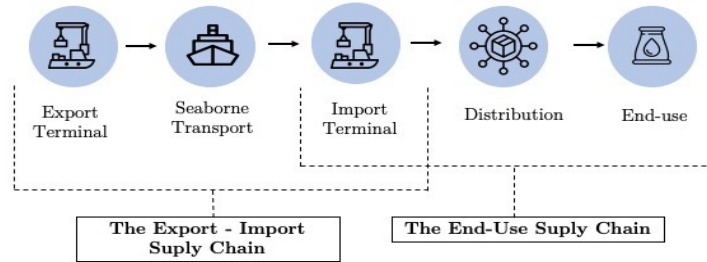 Export
Terminal
Seaborne
Transport
Import
Terminal
Distribution
End-use
The Export - Import
Suply Chain
The End-Use Suply Chain